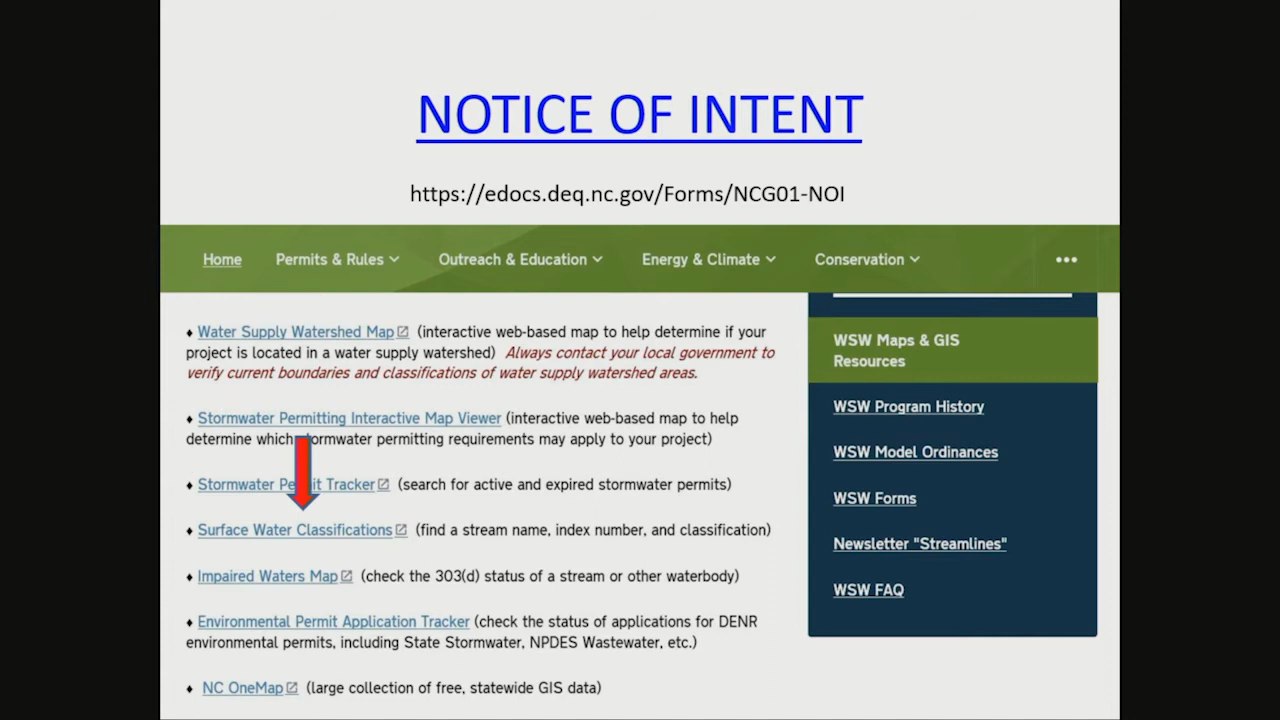 NOTICE OF INTENT
https://edocs.deq.nc.gov/Forms/NCG01-NOI
Home Permits & Rules Outreach & Education Energy & Climate Conservation •••
♦ Water Supply Watershed Map (interactive web-based map to help determine if your
project is located in a water supply watershed) Always contact your local government to
verify current boundaries and classifications of water supply watershed areas.
♦ Stormwater Permitting Interactive Map Viewer (interactive web-based map to help
determine which stormwater permitting requirements may apply to your project)
♦ Stormwater Permit Tracker (search for active and expired stormwater permits)
♦ Surface Water Classifications (find a stream name, index number, and classification)
♦ Impaired Waters Map (check the 303(d) status of a stream or other waterbody)
♦ Environmental Permit Application Tracker (check the status of applications for DENR
environmental permits, including State Stormwater, NPDES Wastewater, etc.)
♦ NC OneMap (large collection of free, statewide GIS data)
WSW Maps & GIS
Resources
WSW Program History
WSW Model Ordinances
WSW Forms
Newsletter "Streamlines"
WSW FAQ